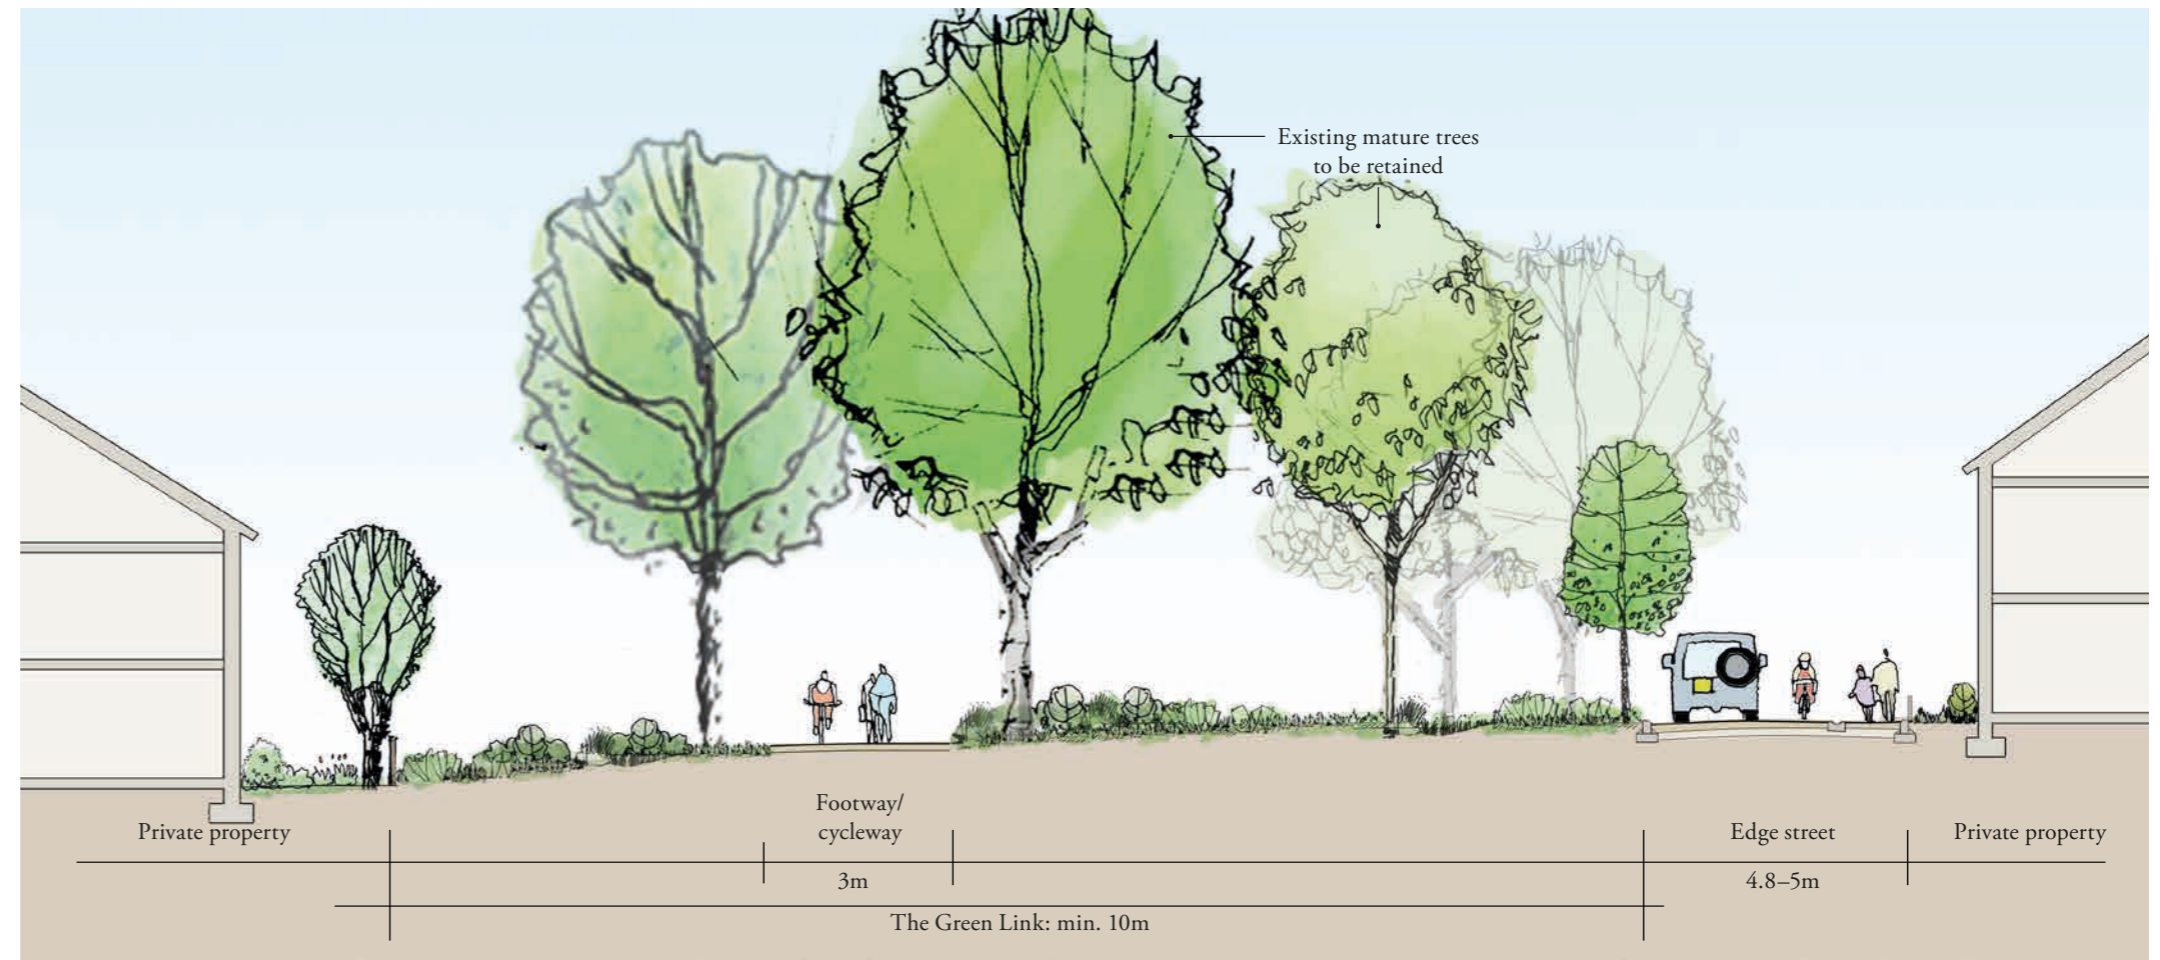 Existing mature trees
to be retained
Footway/
Private property
cycleway
Edge street
Private property
3m
4.8–5m
The Green Link: min. 10m